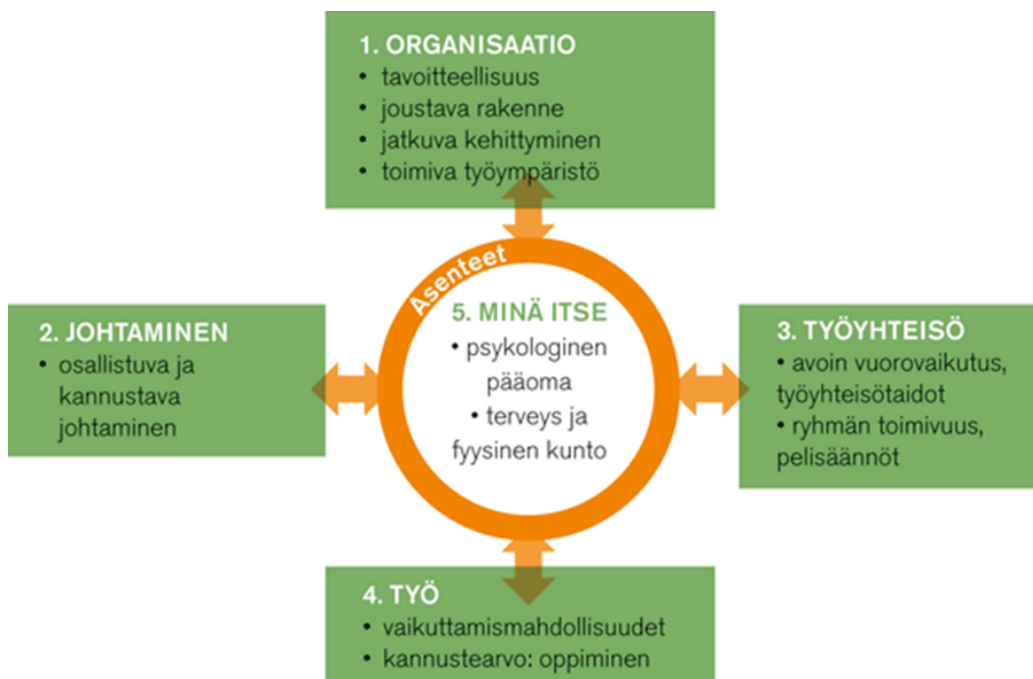 1. ORGANISAATIO
• tavoitteellisuus
• joustava rakenne
• jatkuva kehittyminen
• toimiva työympäristö
Asenteet
5. MINÄ ITSE
• psykologinen
pääoma
• terveys ja
fyysinen kunto
2. JOHTAMINEN
• osallistuva ja
kannustava
johtaminen
3. TYÖYHTEISÖ
• avoin vuorovaikutus,
työyhteisötaidot
• ryhmän toimivuus,
pelisäännöt
4. TYÖ
• vaikuttamismahdollisuudet
• kannustearvo: oppiminen